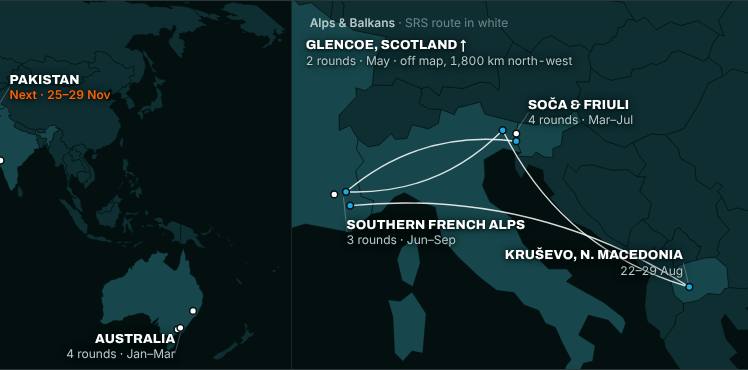 PAKISTAN
Next · 25–29 Nov
AUSTRALIA
4 rounds · Jan–Mar
Alps & Balkans · SRS route in white
GLENCOE, SCOTLAND ↑
2 rounds · May · off map, 1,800 km north-west
SOČA & FRIULI
4 rounds · Mar–Jul
SOUTHERN FRENCH ALPS
3 rounds · Jun–Sep
KRUŠEVO, N. MACEDONIA
22–29 Aug